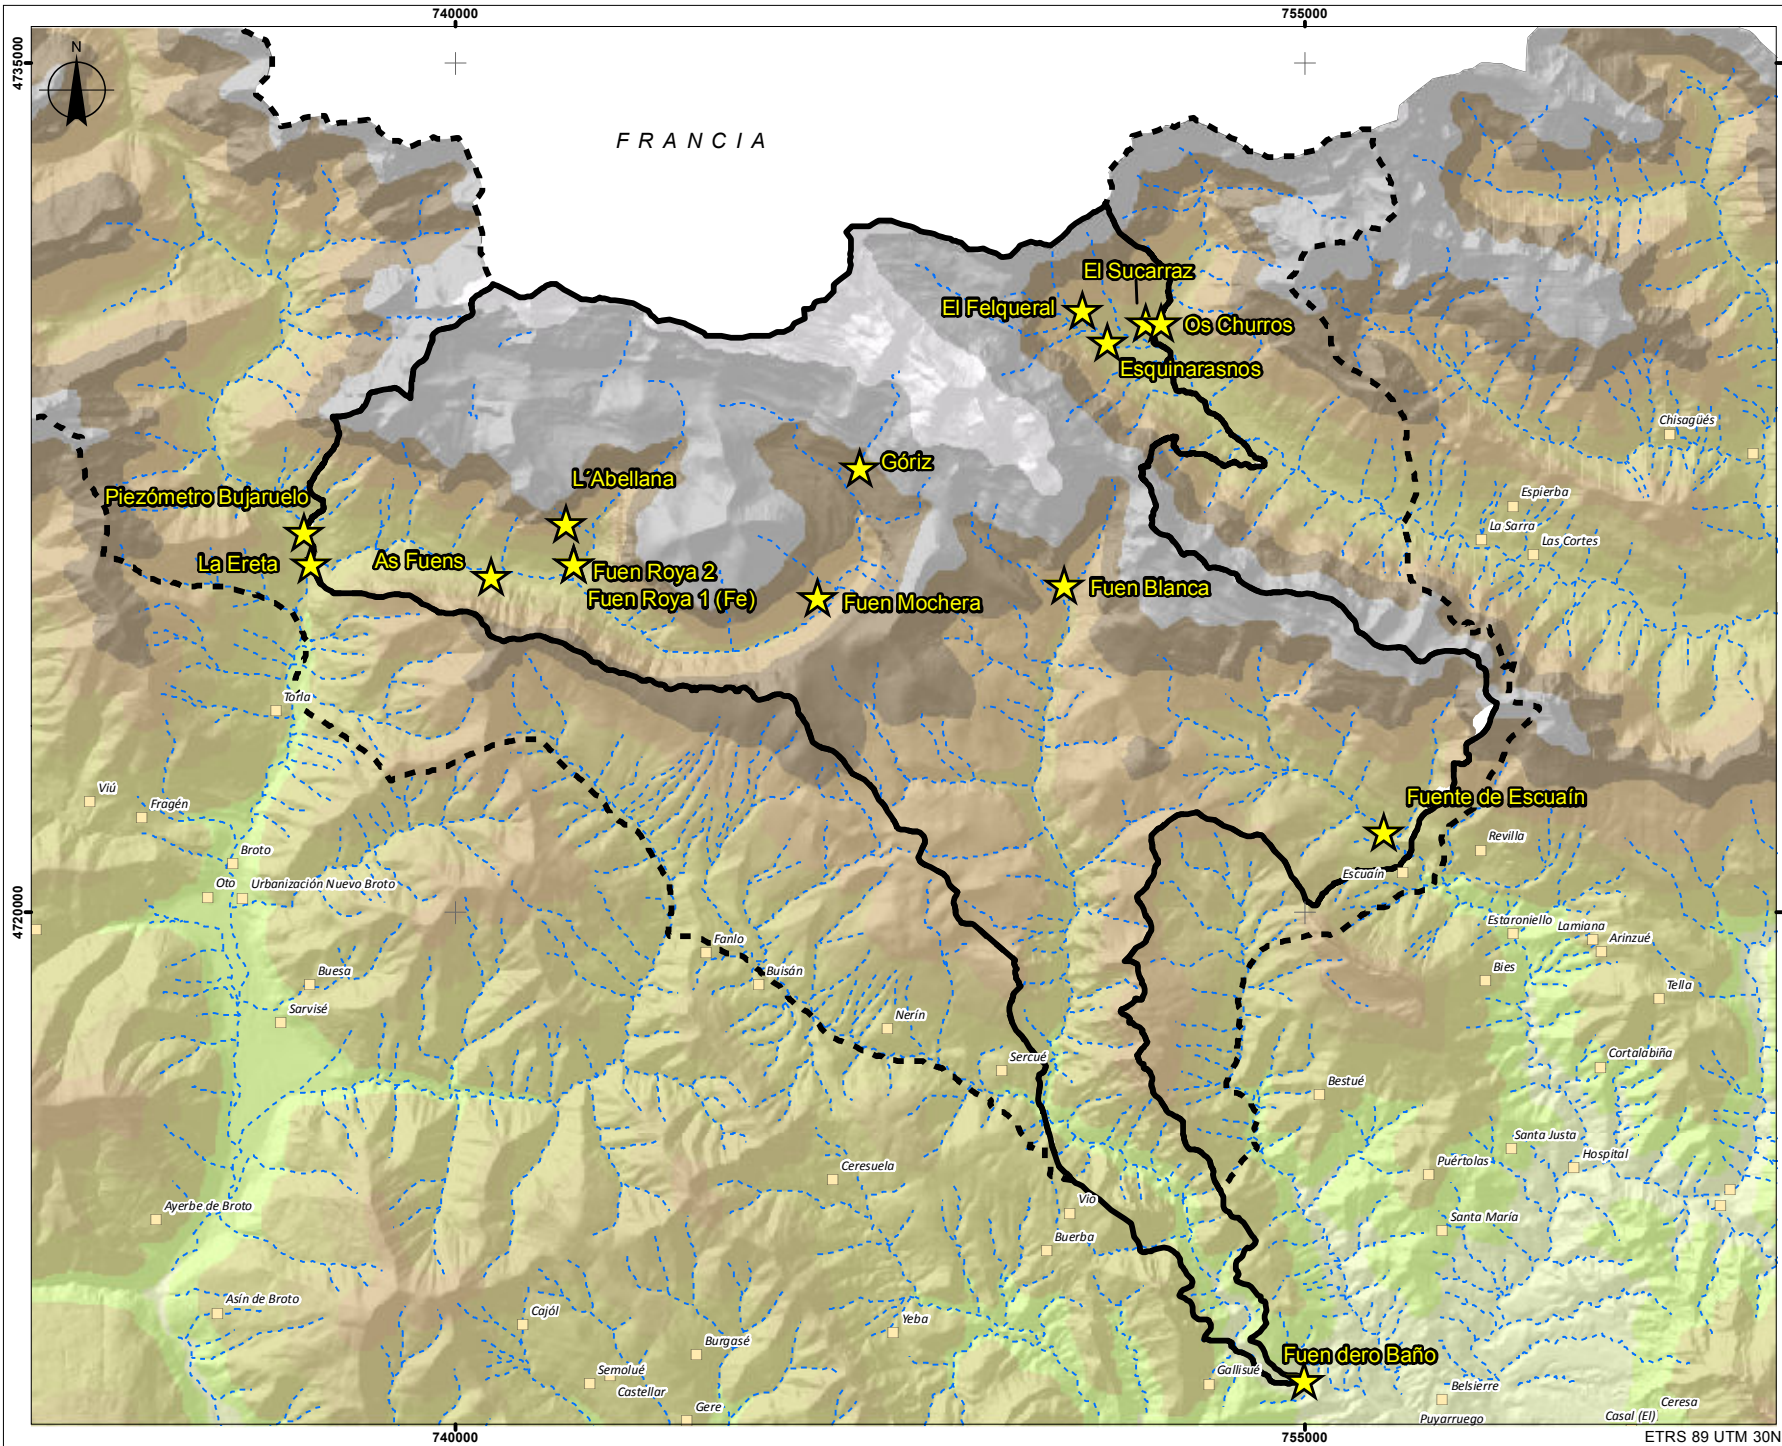 740000
755000
4735000
N
FRANCIA
El Sucarraz
El Felqueral
Os Churros
Esquinarasnos
Chisagüés
Góriz
L´Abellana
Piezómetro Bujaruelo
Espierba
La Sarra
Las Cortes
La Ereta
As Fuens
Fuen Roya 2
Fuen Roya 1 (Fe)
Fuen Mochera
Fuen Blanca
Torla
Viú
Fragén
Fuente de Escuaín
Revilla
Broto
Oto
Urbanización Nuevo Broto
Escuaín
4720000
Estaroniello
Lamiana
Arinzué
Fanlo
Buisán
Buesa
Bies
Tella
Sarvisé
Nerín
Sercué
Cortalabiña
Bestué
Santa Justa
Hospital
Ceresuela
Puértolas
Vio
Ayerbe de Broto
Santa María
Buerba
Asín de Broto
Cajól
Yeba
Burgasé
Fuen dero Baño
Semolué
Castellar
Gallisué
Belsierre
Gere
Puyarruego
Casal (El)
Ceresa
740000
755000
ETRS 89 UTM 30N